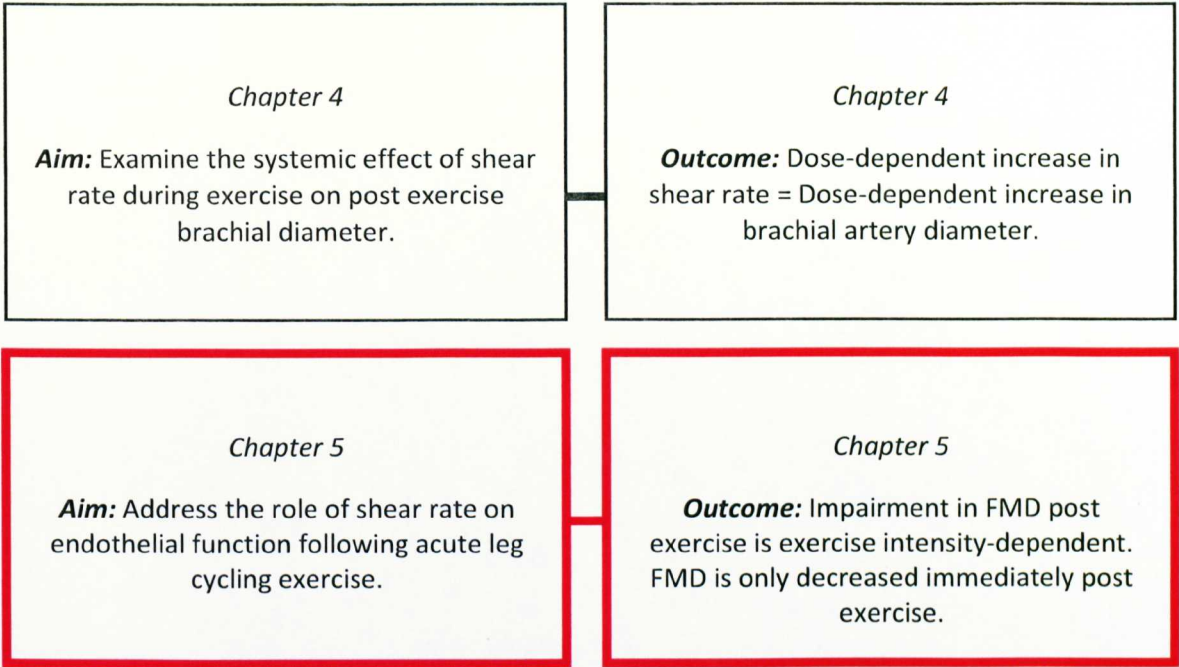 Chapter 4
Aim: Examine the systemic effect of shear
rate during exercise on post exercise
brachial diameter.
Chapter 4
Outcome: Dose-dependent increase in
shear rate = Dose-dependent increase in
brachial artery diameter.
Chapter 5
Aim: Address the role of shear rate on
endothelial function following acute leg
cycling exercise.
Chapter 5
Outcome: Impairment in FMD post
exercise is exercise intensity-dependent.
FMD is only decreased immediately post
exercise.